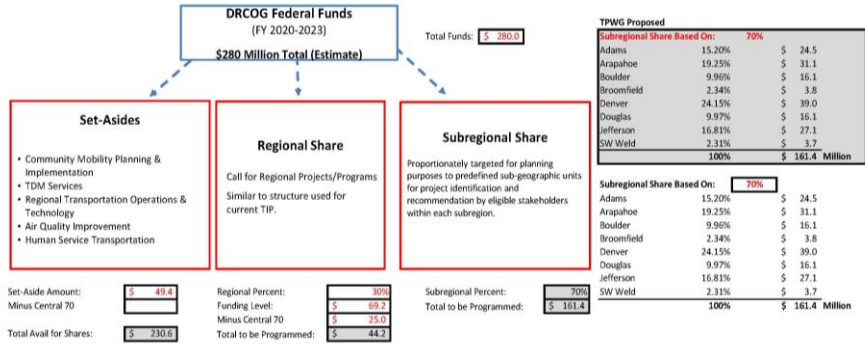 DRCOG Federal Funds
(FY 2020-2023)
$280 Million Total (Estimate)
Total Funds: $ 280.0
Set-Asides
• Community Mobility Planning &
Implementation
• TDM Services
• Regional Transportation Operations &
Technology
• Air Quality Improvement
• Human Service Transportation
Regional Share
Call for Regional Projects/Programs
Similar to structure used for
current TIP.
Subregional Share
Proportionately targeted for planning
purposes to predefined sub-geographic units
for project identification and
recommendation by eligible stakeholders
within each subregion.
Set-Aside Amount: $ 49.4
Minus Central 70
Total Avail for Shares: $ 230.6
Regional Percent: 30%
Funding Level: $ 69.2
Minus Central 70 $ 25.0
Total to be Programmed: $ 44.2
Subregional Percent: 70%
Total to be Programmed: $ 161.4
TPWG Proposed
Subregional Share Based On: 70%
Adams 15.20% $ 24.5
Arapahoe 19.25% $ 31.1
Boulder 9.96% $ 16.1
Broomfield 2.34% $ 3.8
Denver 24.15% $ 39.0
Douglas 9.97% $ 16.1
Jefferson 16.81% $ 27.1
SW Weld 2.31% $ 3.7
100% $ 161.4 Million
Subregional Share Based On: 70%
Adams 15.20% $ 24.5
Arapahoe 19.25% $ 31.1
Boulder 9.96% $ 16.1
Broomfield 2.34% $ 3.8
Denver 24.15% $ 39.0
Douglas 9.97% $ 16.1
Jefferson 16.81% $ 27.1
SW Weld 2.31% $ 3.7
100% $ 161.4 Million